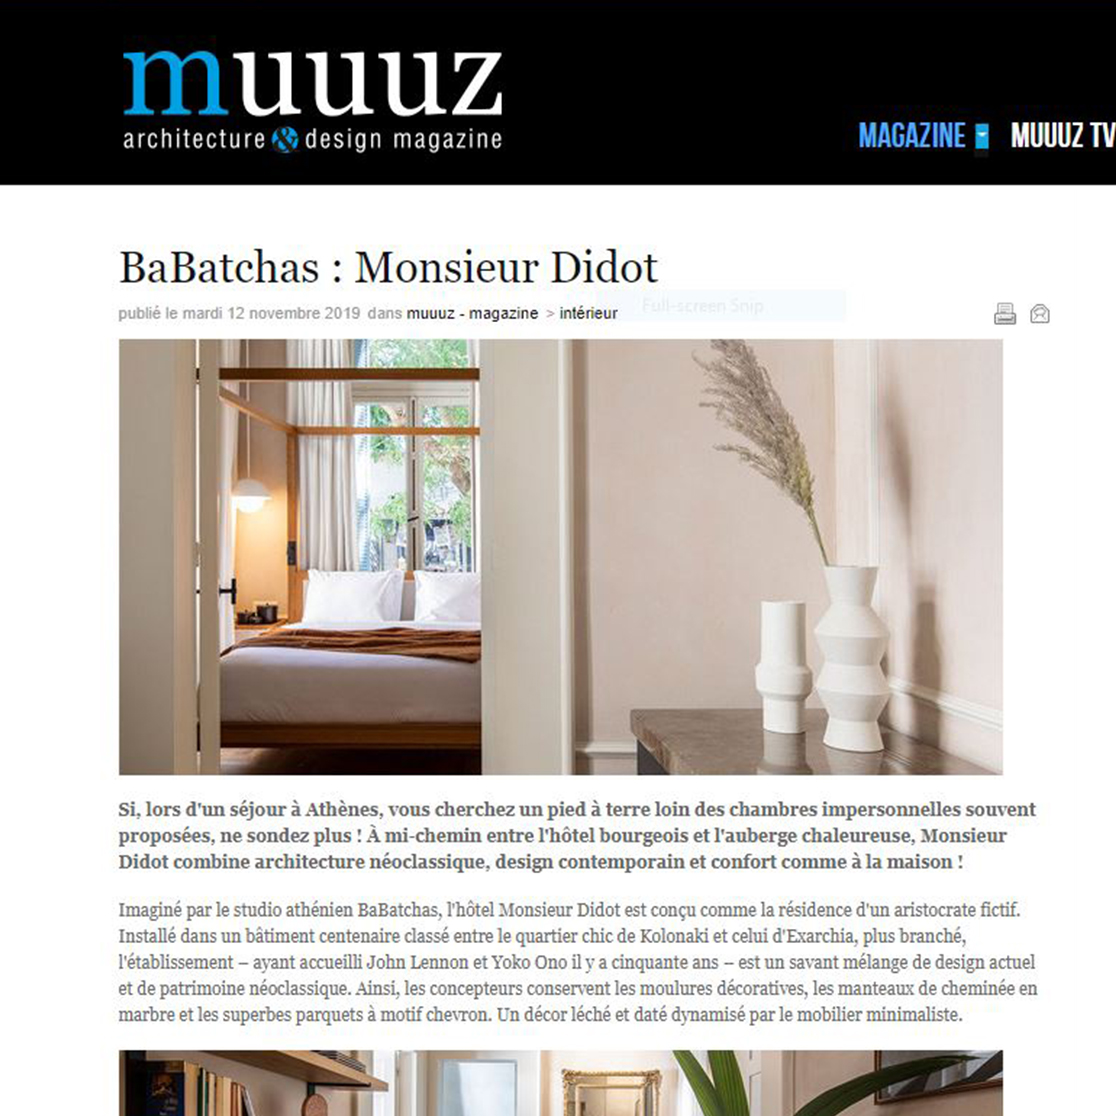 muuuz
architecture & design magazine
MAGAZINE MUUUZ TV
BaBatchas : Monsieur Didot
publié le mardi 12 novembre 2019 dans muuuz - magazine > intérieur
Full-screen Snip
Si, lors d'un séjour à Athènes, vous cherchez un pied à terre loin des chambres impersonnelles souvent
proposées, ne sondez plus ! À mi-chemin entre l'hôtel bourgeois et l'auberge chaleureuse, Monsieur
Didot combine architecture néoclassique, design contemporain et confort comme à la maison !
Imaginé par le studio athénien BaBatchas, l'hôtel Monsieur Didot est conçu comme la résidence d'un aristocrate fictif.
Installé dans un bâtiment centenaire classé entre le quartier chic de Kolonaki et celui d'Exarchia, plus branché,
l'établissement – ayant accueilli John Lennon et Yoko Ono il y a cinquante ans – est un savant mélange de design actuel
et de patrimoine néoclassique. Ainsi, les concepteurs conservent les moulures décoratives, les manteaux de cheminée en
marbre et les superbes parquets à motif chevron. Un décor léché et daté dynamisé par le mobilier minimaliste.